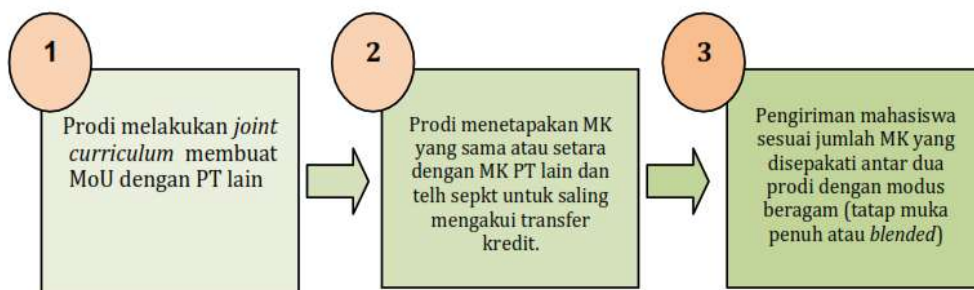 1
Prodi melakukan joint
curriculum membuat
MoU dengan PT lain
2
Prodi menetapakan MK
yang sama atau setara
dengan MK PT lain dan
telh sepkt untuk saling
mengakui transfer
kredit.
3
Pengiriman mahasiswa
sesuai jumlah MK yang
disepakati antar dua
prodi dengan modus
beragam (tatap muka
penuh atau blended)